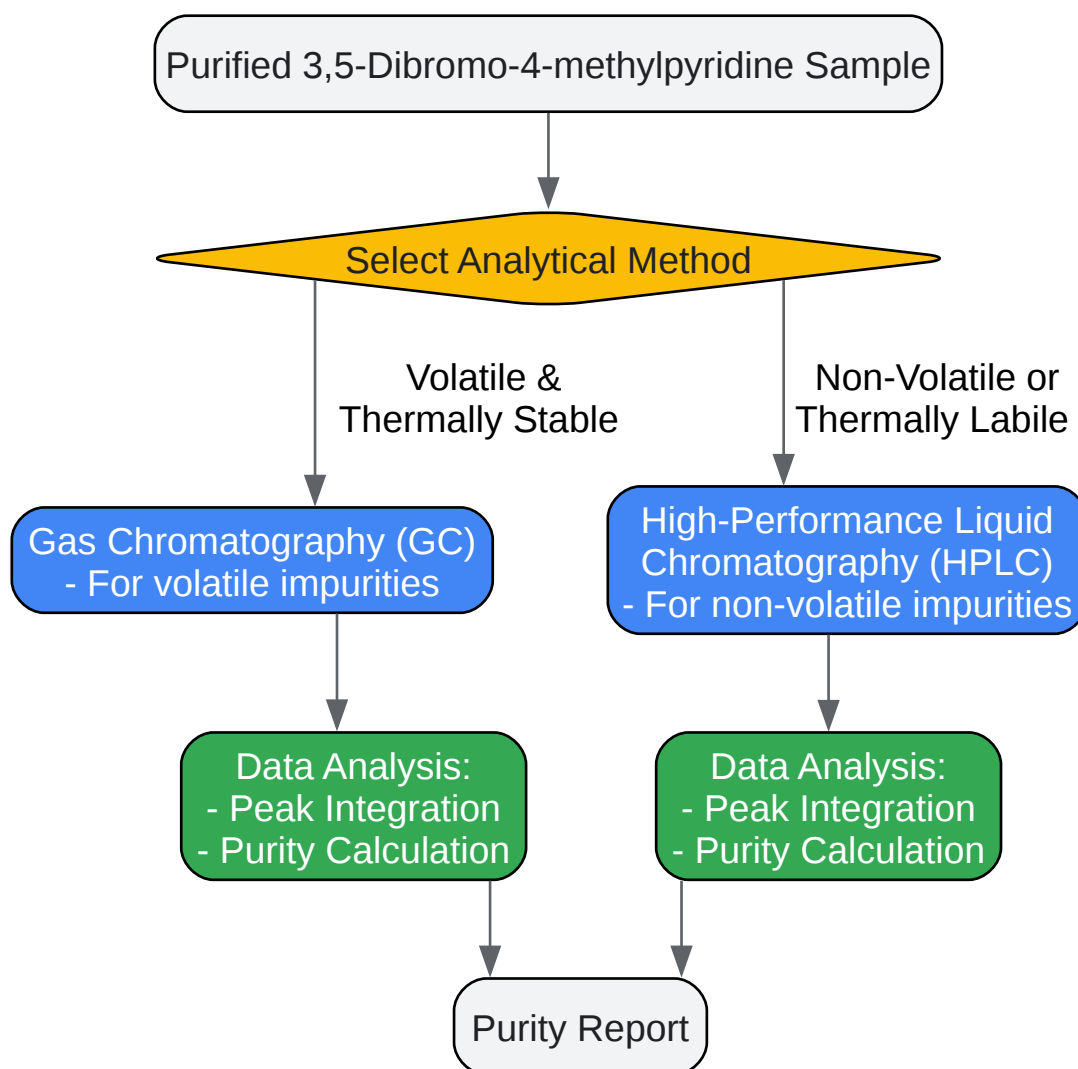 Purified 3,5-Dibromo-4-methylpyridine Sample
Select Analytical Method
Volatile &
Thermally Stable
Non-Volatile or
Thermally Labile
Gas Chromatography (GC)
- For volatile impurities
High-Performance Liquid
Chromatography (HPLC)
- For non-volatile impurities
Data Analysis:
- Peak Integration
- Purity Calculation
Data Analysis:
- Peak Integration
- Purity Calculation
Purity Report